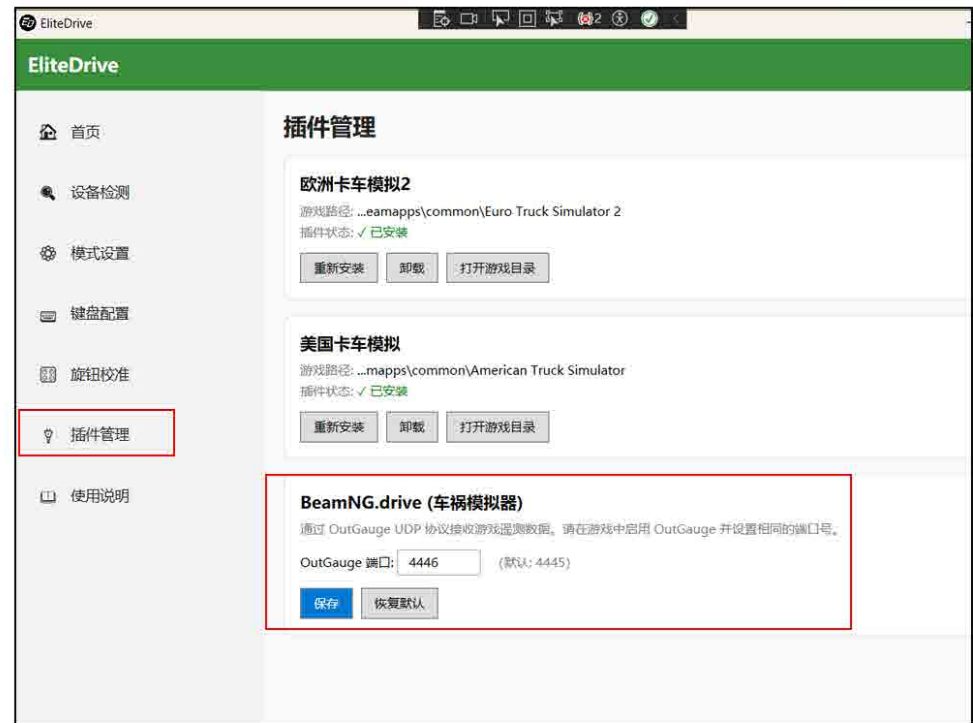 EliteDrive
2
EliteDrive
首页
设备检测
模式设置
键盘配置
旋钮校准
插件管理
使用说明
插件管理
欧洲卡车模拟2
游戏路径: ...eamapps\common\Euro Truck Simulator 2
插件状态: ✓ 已安装
重新安装 卸载 打开游戏目录
美国卡车模拟
游戏路径: ...mapps\common\American Truck Simulator
插件状态: ✓ 已安装
重新安装 卸载 打开游戏目录
BeamNG.drive (车祸模拟器)
通过 OutGauge UDP 协议接收游戏遥测数据。请在游戏中启用 OutGauge 并设置相同的端口号。
OutGauge 端口: 4446 (默认: 4445)
保存 恢复默认